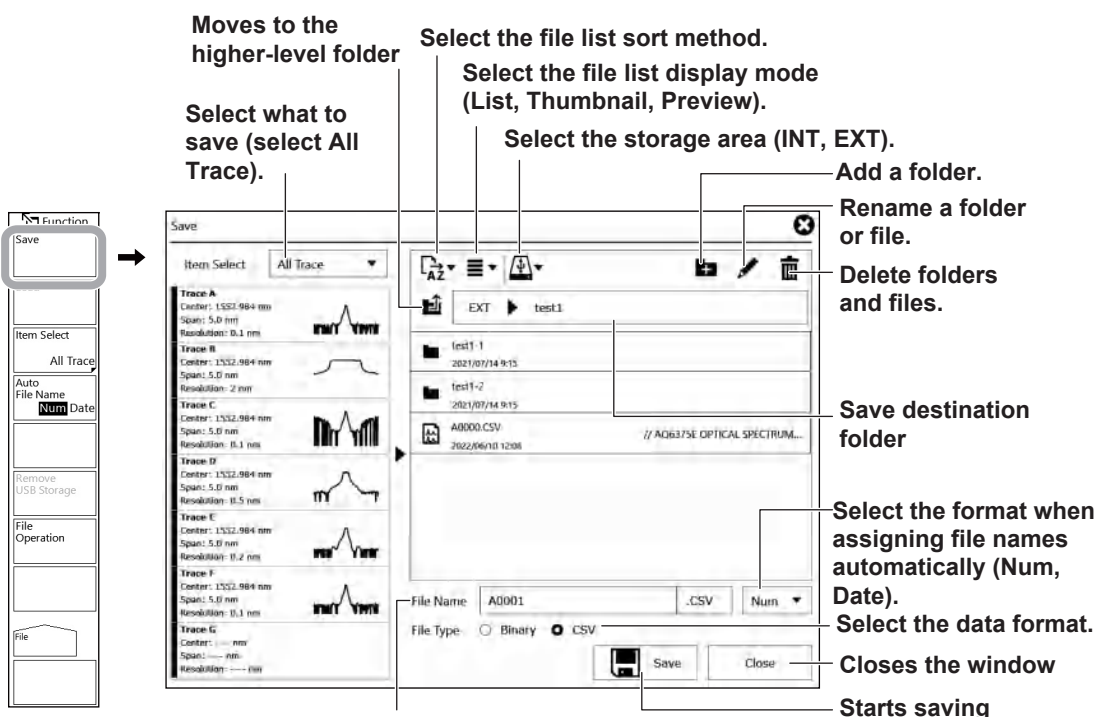 Moves to the
higher-level folder
Select the file list sort method.
Select the file list display mode
(List, Thumbnail, Preview).
Select what to
save (select All
Trace).
Select the storage area (INT, EXT).
Add a folder.
Rename a folder
or file.
Delete folders
and files.
Function
Save
Item Select
All Trace
Auto
File Name
Num Date
Remove
USB Storage
File
Operation
File
Save
Item Select
All Trace
AZ
EXT
test1
Trace A
Center: 1552.984 nm
Span: 5.0 nm
Resolution: 0.1 nm
Trace B
Center: 1552.984 nm
Span: 5.0 nm
Resolution: 2 nm
Trace C
Center: 1552.984 nm
Span: 5.0 nm
Resolution: 0.1 nm
Trace D
Center: 1552.984 nm
Span: 5.0 nm
Resolution: 0.5 nm
Trace E
Center: 1552.984 nm
Span: 5.0 nm
Resolution: 0.2 nm
Trace F
Center: 1552.984 nm
Span: 5.0 nm
Resolution: 0.1 nm
Trace G
Center: --- nm
Span: --- nm
Resolution: --- nm
test1-1
2021/07/14 9:15
test1-2
2021/07/14 9:15
A0000.CSV
// AQ6375E OPTICAL SPECTRUM...
2022/06/10 12:08
Save destination
folder
Select the format when
assigning file names
automatically (Num,
Date).
File Name A0001 .CSV Num
File Type Binary CSV
Select the data format.
Save
Close
Closes the window
Starts saving